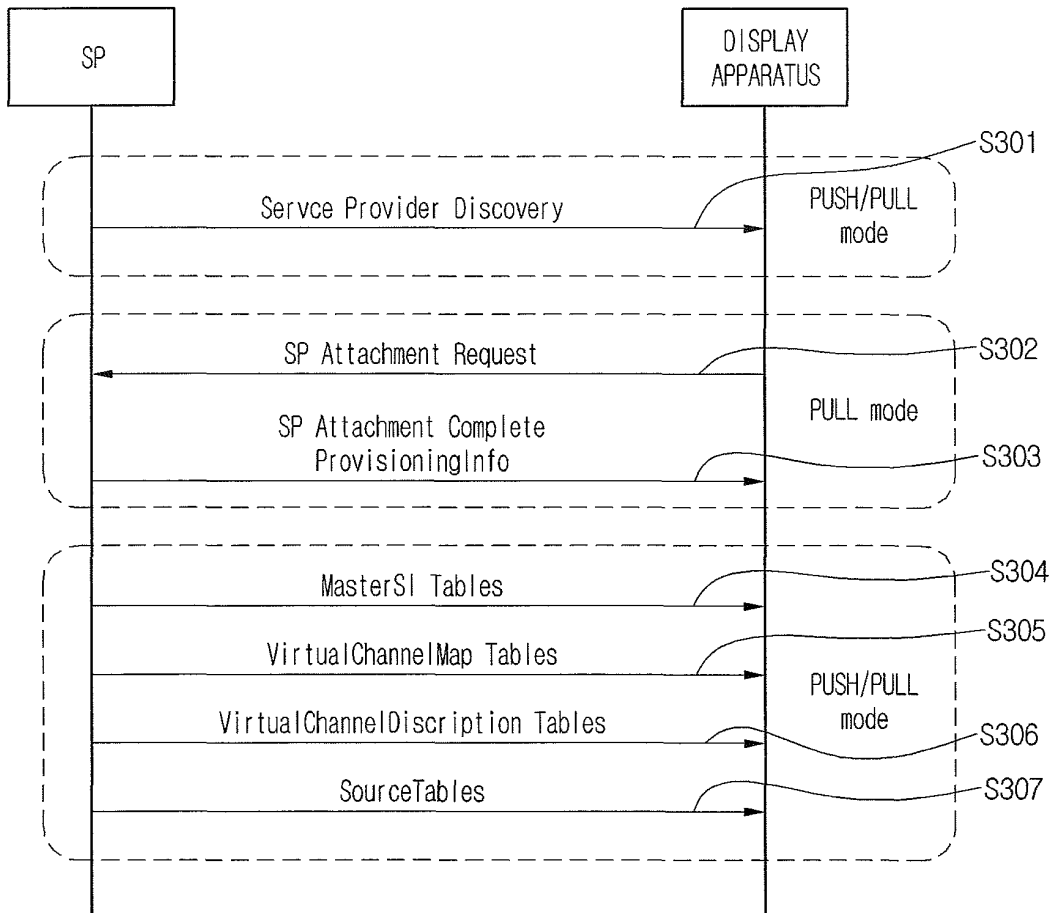 SP
DISPLAY
APPARATUS
S301
Servce Provider Discovery
PUSH/PULL
mode
SP Attachment Request
S302
PULL mode
SP Attachment Complete
ProvisioningInfo
S303
MasterSI Tables
S304
VirtualChannelMap Tables
S305
PUSH/PULL
mode
VirtualChannelDiscription Tables
S306
SourceTables
S307